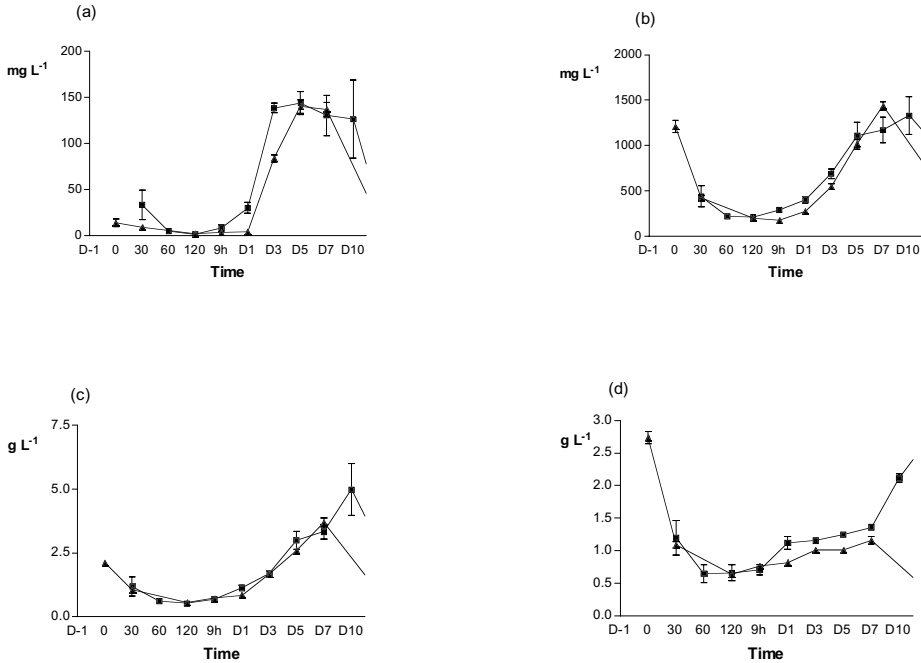 (a)
mg L⁻¹
200
150
100
50
0
D-1 0 30 60 120 9h D1 D3 D5 D7 D10
Time
(b)
mg L⁻¹
2000
1500
1000
500
0
D-1 0 30 60 120 9h D1 D3 D5 D7 D10
Time
(c)
g L⁻¹
7.5
5.0
2.5
0.0
D-1 0 30 60 120 9h D1 D3 D5 D7 D10
Time
(d)
g L⁻¹
3.0
2.5
2.0
1.5
1.0
0.5
0.0
D-1 0 30 60 120 9h D1 D3 D5 D7 D10
Time